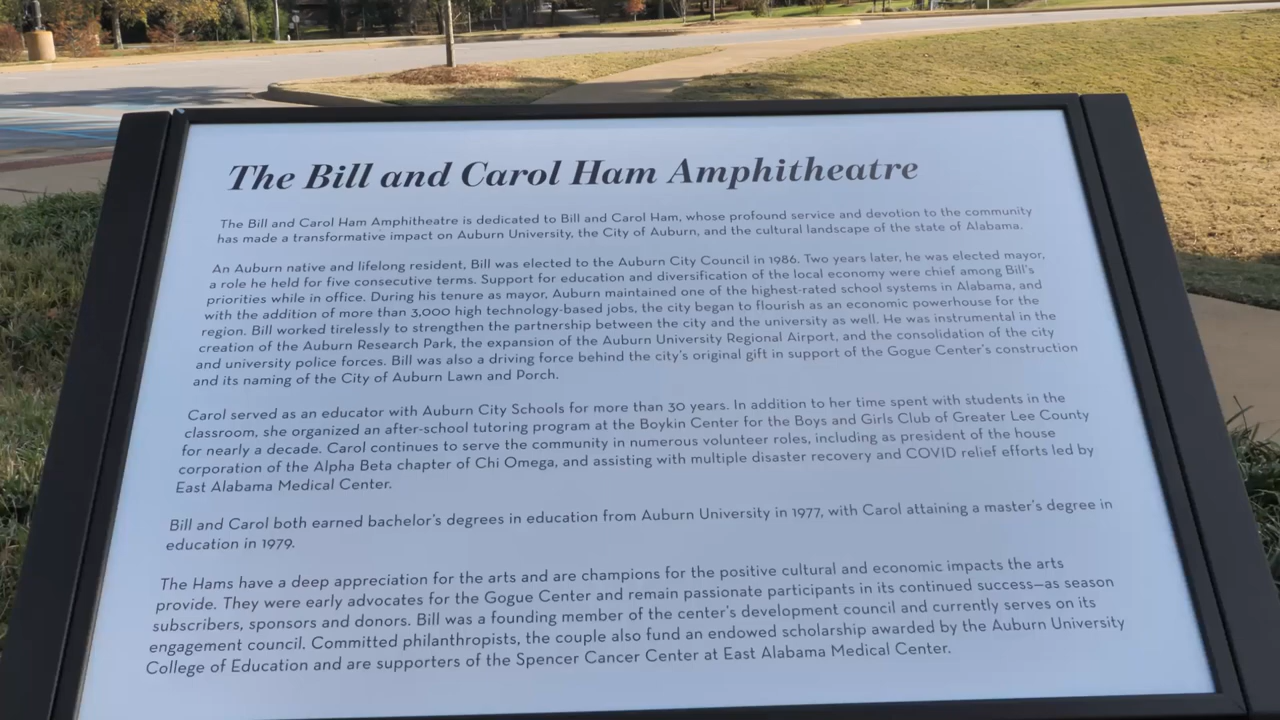 The Bill and Carol Ham Amphitheatre
The Bill and Carol Ham Amphitheatre is dedicated to Bill and Carol Ham, whose profound service and devotion to the community
has made a transformative impact on Auburn University, the City of Auburn, and the cultural landscape of the state of Alabama.
An Auburn native and lifelong resident, Bill was elected to the Auburn City Council in 1986. Two years later, he was elected mayor,
a role he held for five consecutive terms. Support for education and diversification of the local economy were chief among Bill's
priorities while in office. During his tenure as mayor, Auburn maintained one of the highest-rated school systems in Alabama, and
with the addition of more than 3,000 high technology-based jobs, the city began to flourish as an economic powerhouse for the
region. Bill worked tirelessly to strengthen the partnership between the city and the university as well. He was instrumental in the
creation of the Auburn Research Park, the expansion of the Auburn University Regional Airport, and the consolidation of the city
and university police forces. Bill was also a driving force behind the city's original gift in support of the Gogue Center's construction
and its naming of the City of Auburn Lawn and Porch.
Carol served as an educator with Auburn City Schools for more than 30 years. In addition to her time spent with students in the
classroom, she organized an after-school tutoring program at the Boykin Center for the Boys and Girls Club of Greater Lee County
for nearly a decade. Carol continues to serve the community in numerous volunteer roles, including as president of the house
corporation of the Alpha Beta chapter of Chi Omega, and assisting with multiple disaster recovery and COVID relief efforts led by
East Alabama Medical Center.
Bill and Carol both earned bachelor's degrees in education from Auburn University in 1977, with Carol attaining a master's degree in
education in 1979.
The Hams have a deep appreciation for the arts and are champions for the positive cultural and economic impacts the arts
provide. They were early advocates for the Gogue Center and remain passionate participants in its continued success—as season
subscribers, sponsors and donors. Bill was a founding member of the center's development council and currently serves on its
engagement council. Committed philanthropists, the couple also fund an endowed scholarship awarded by the Auburn University
College of Education and are supporters of the Spencer Cancer Center at East Alabama Medical Center.